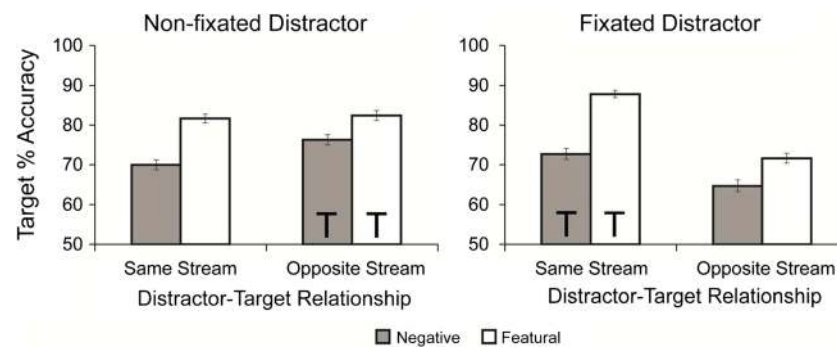 Non-fixated Distractor
Target % Accuracy
100
90
80
70
60
50
T T
Same Stream Opposite Stream
Distractor-Target Relationship
Fixated Distractor
100
90
80
70
60
50
T T
Same Stream Opposite Stream
Distractor-Target Relationship
Negative Featural